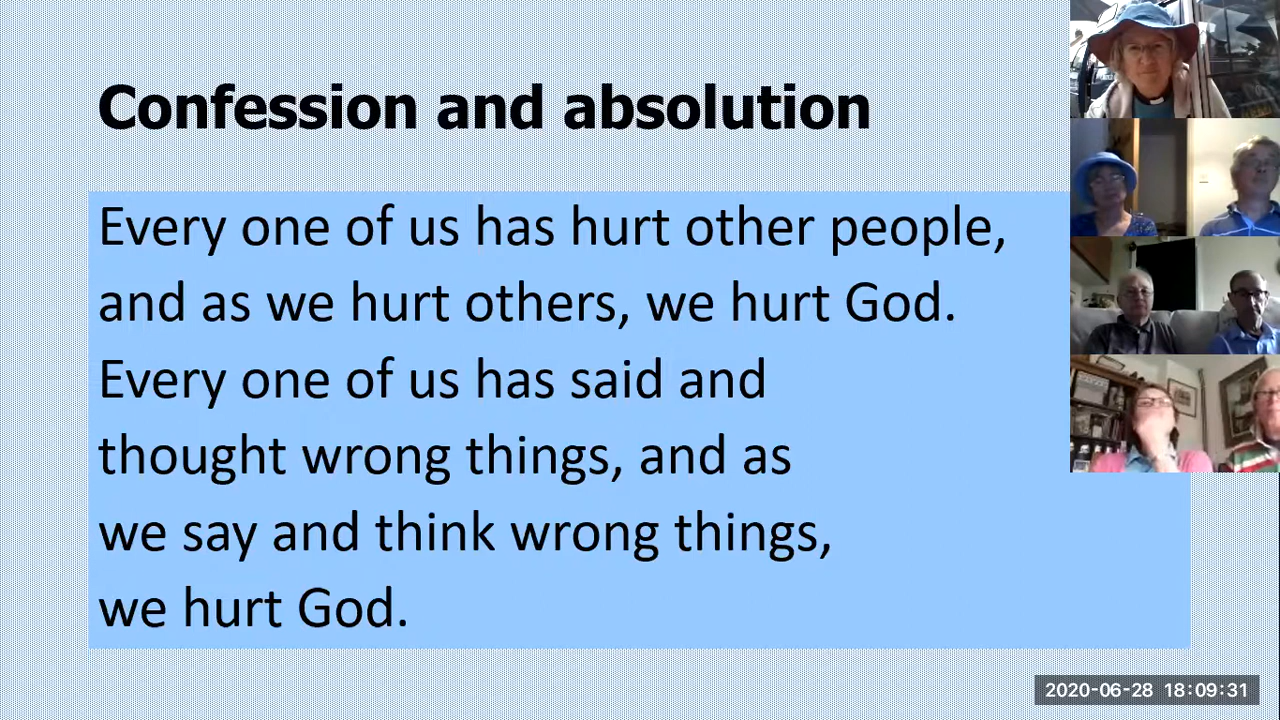 Confession and absolution
Every one of us has hurt other people,
and as we hurt others, we hurt God.
Every one of us has said and
thought wrong things, and as
we say and think wrong things,
we hurt God.
2020-06-28 18:09:31